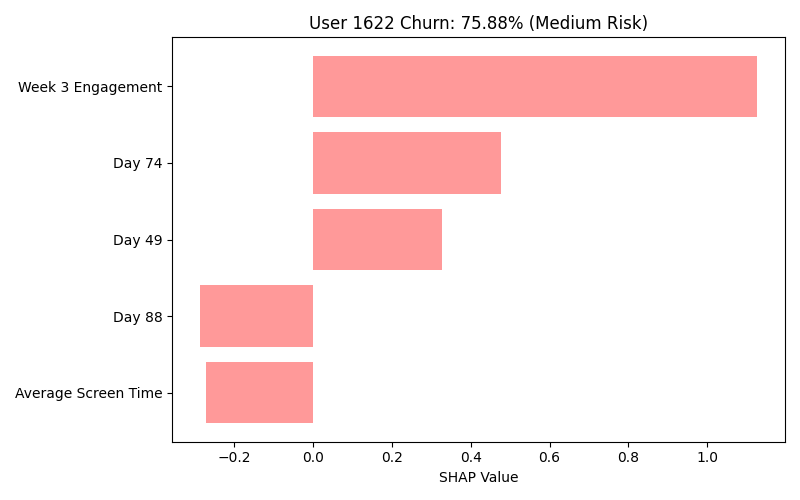 User 1622 Churn: 75.88% (Medium Risk)
Week 3 Engagement
Day 74
Day 49
Day 88
Average Screen Time
−0.2 0.0 0.2 0.4 0.6 0.8 1.0
SHAP Value